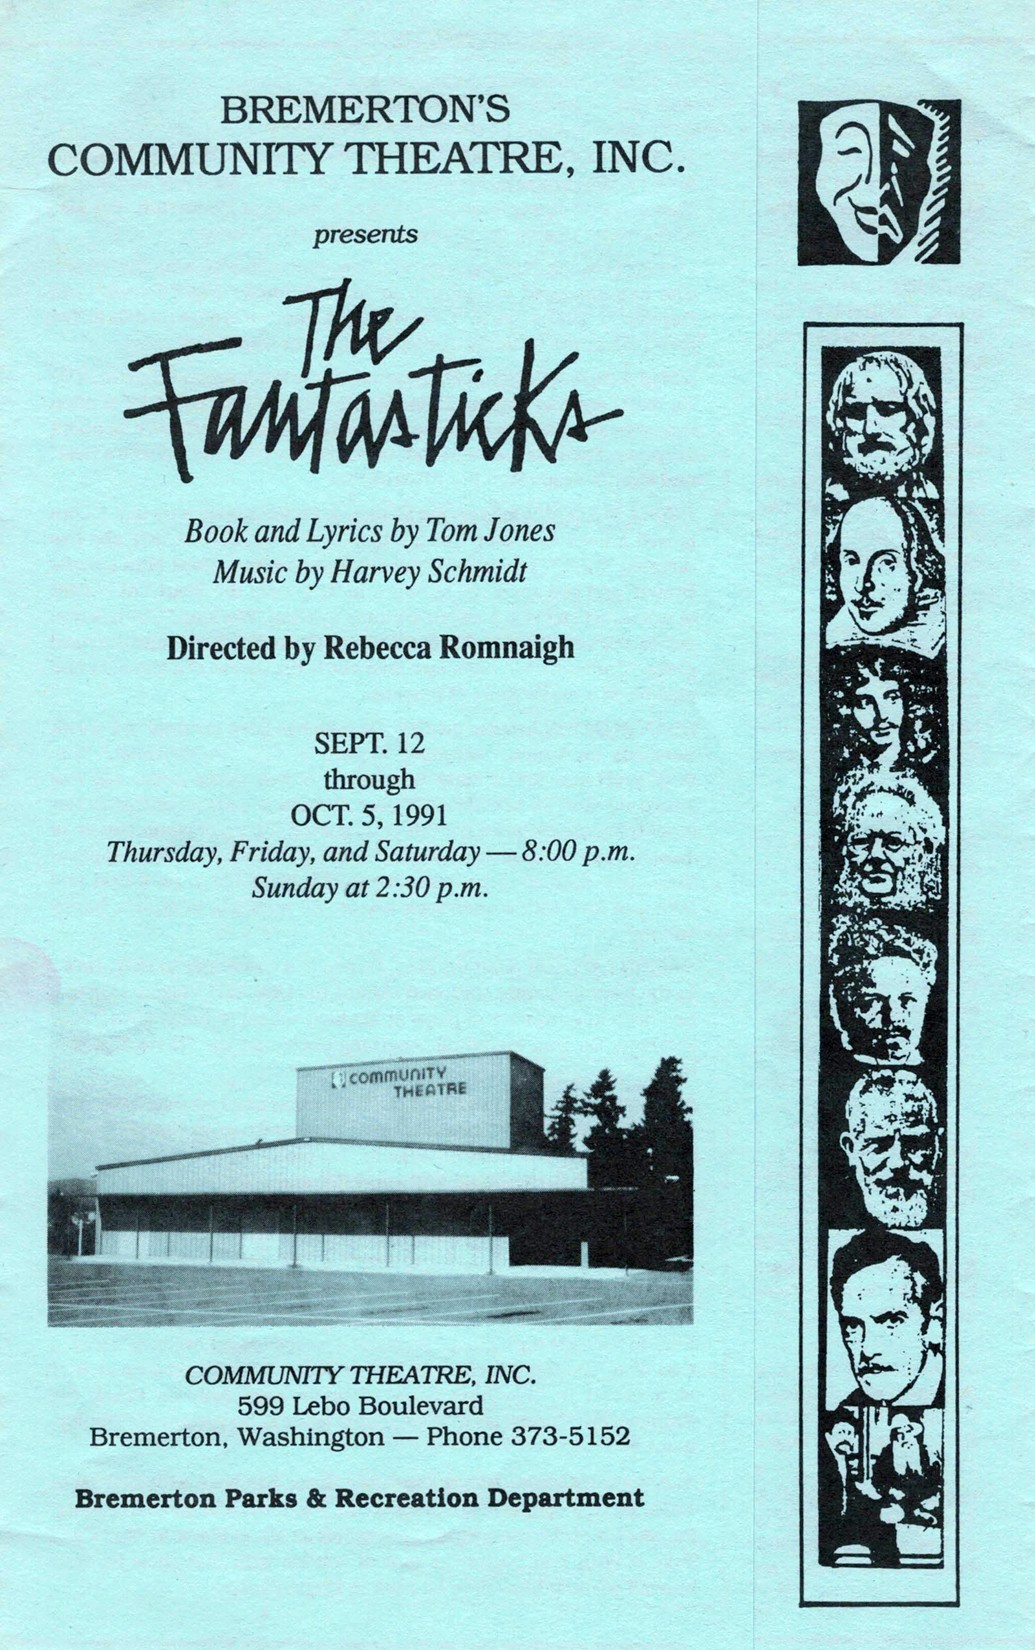 BREMERTON'S
COMMUNITY THEATRE, INC.
presents
The
Fantasticks
Book and Lyrics by Tom Jones
Music by Harvey Schmidt
Directed by Rebecca Romnaigh
SEPT. 12
through
OCT. 5, 1991
Thursday, Friday, and Saturday — 8:00 p.m.
Sunday at 2:30 p.m.
COMMUNITY
THEATRE
COMMUNITY THEATRE, INC.
599 Lebo Boulevard
Bremerton, Washington — Phone 373-5152
Bremerton Parks & Recreation Department